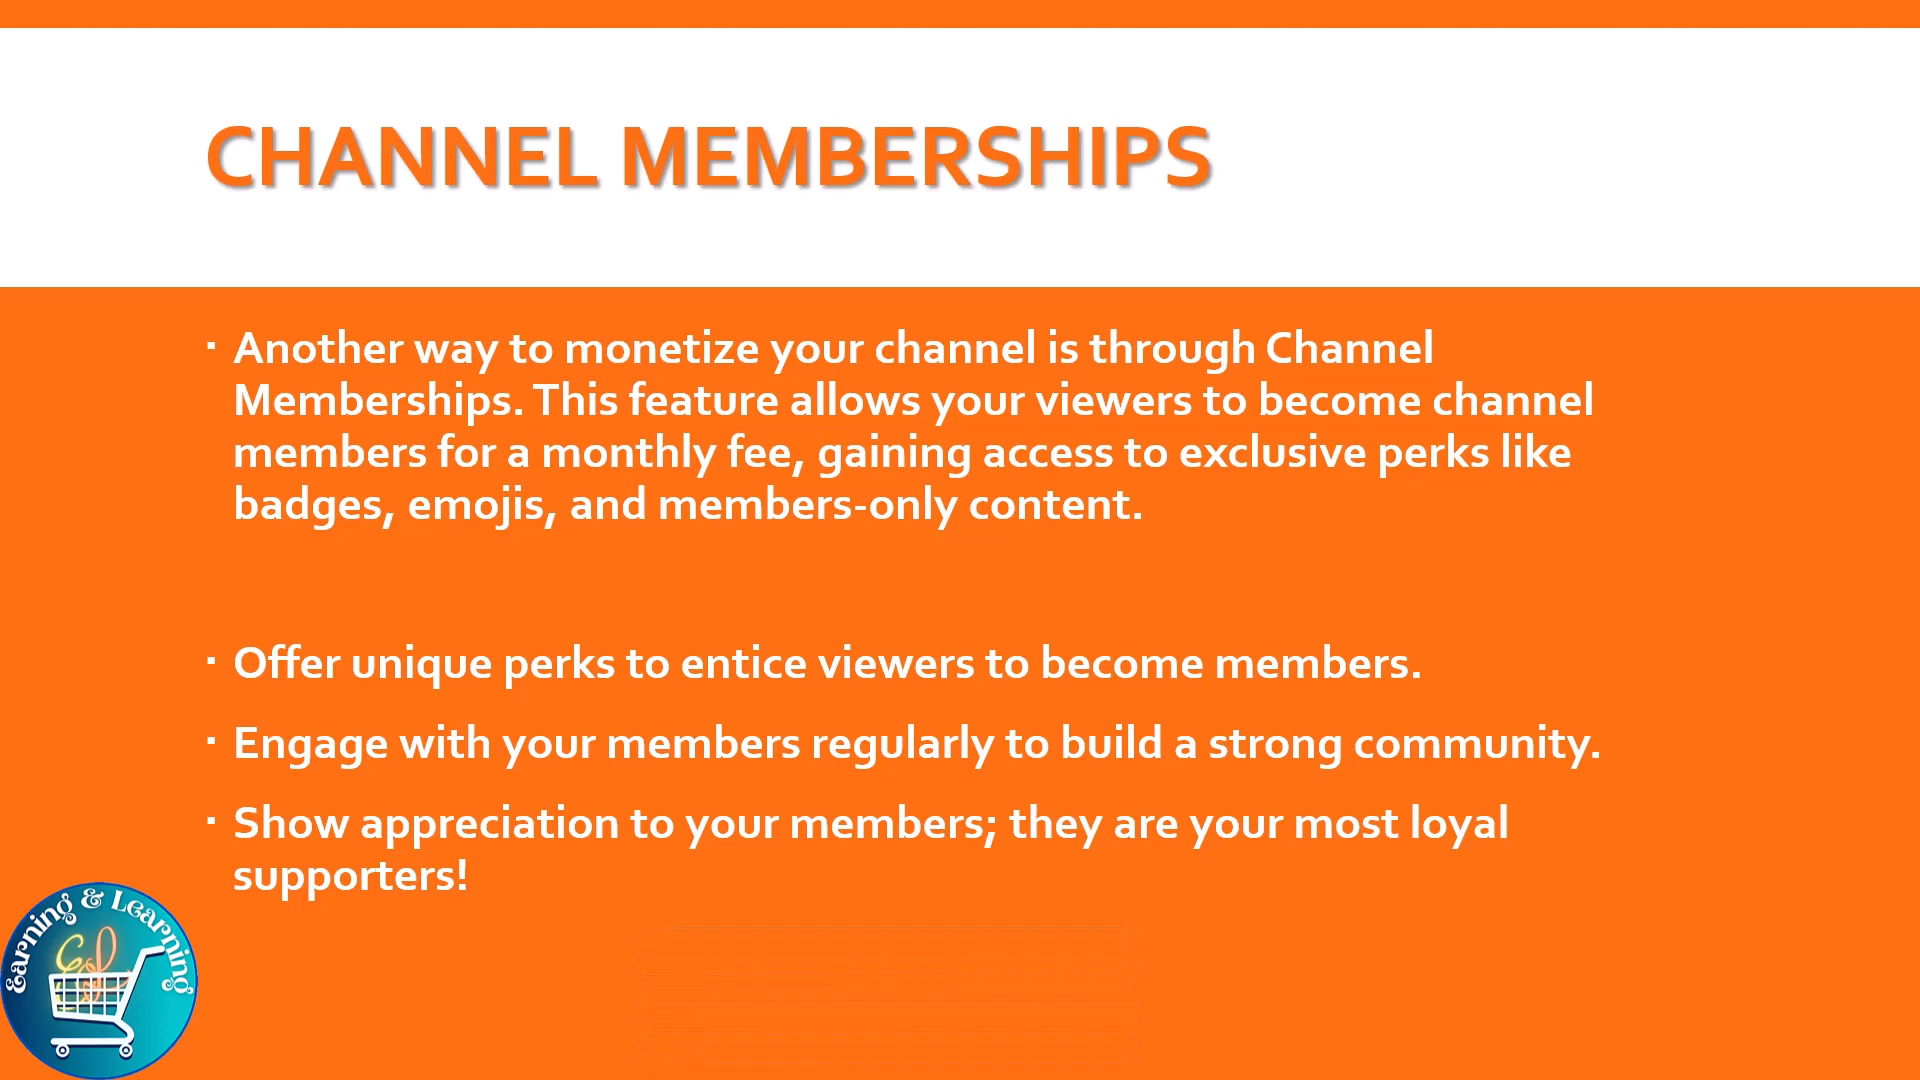 CHANNEL MEMBERSHIPS
▪ Another way to monetize your channel is through Channel
Memberships. This feature allows your viewers to become channel
members for a monthly fee, gaining access to exclusive perks like
badges, emojis, and members-only content.
▪ Offer unique perks to entice viewers to become members.
▪ Engage with your members regularly to build a strong community.
▪ Show appreciation to your members; they are your most loyal
supporters!
Earning & Learning